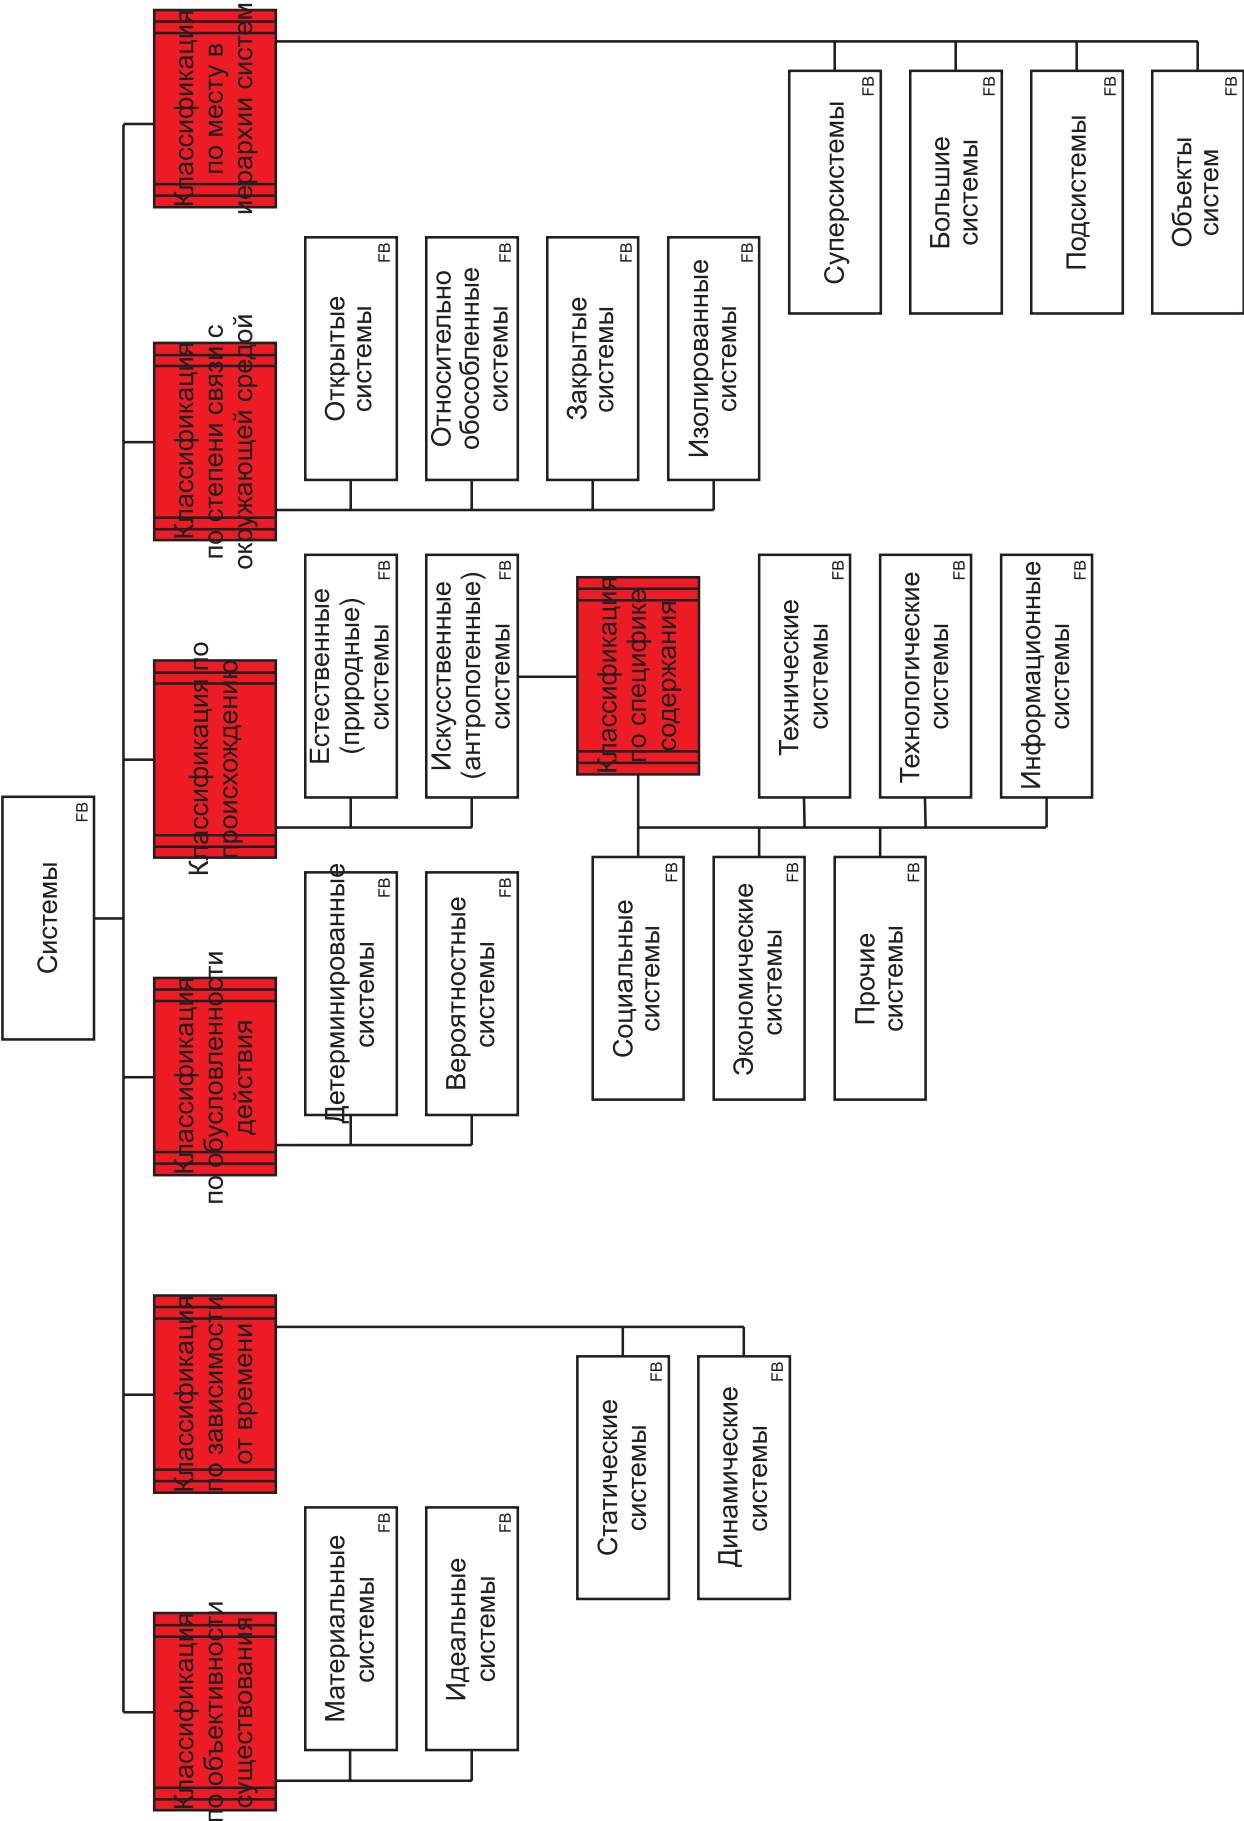 Системы
FB
Классификация
по объективности
существования
Классификация
по зависимости
от времени
Классификация
по обусловленности
действия
Классификация по
происхождению
Классификация
по степени связи с
окружающей средой
Классификация
по месту в
иерархии систем
Материальные
системы
FB
Идеальные
системы
FB
Статические
системы
FB
Динамические
системы
FB
Детерминированные
системы
FB
Вероятностные
системы
FB
Естественные
(природные)
системы
FB
Искусственные
(антропогенные)
системы
FB
Классификация
по специфике
содержания
Социальные
системы
FB
Экономические
системы
FB
Прочие
системы
FB
Технические
системы
FB
Технологические
системы
FB
Информационные
системы
FB
Открытые
системы
FB
Относительно
обособленные
системы
FB
Закрытые
системы
FB
Изолированные
системы
FB
Суперсистемы
FB
Большие
системы
FB
Подсистемы
FB
Объекты
систем
FB